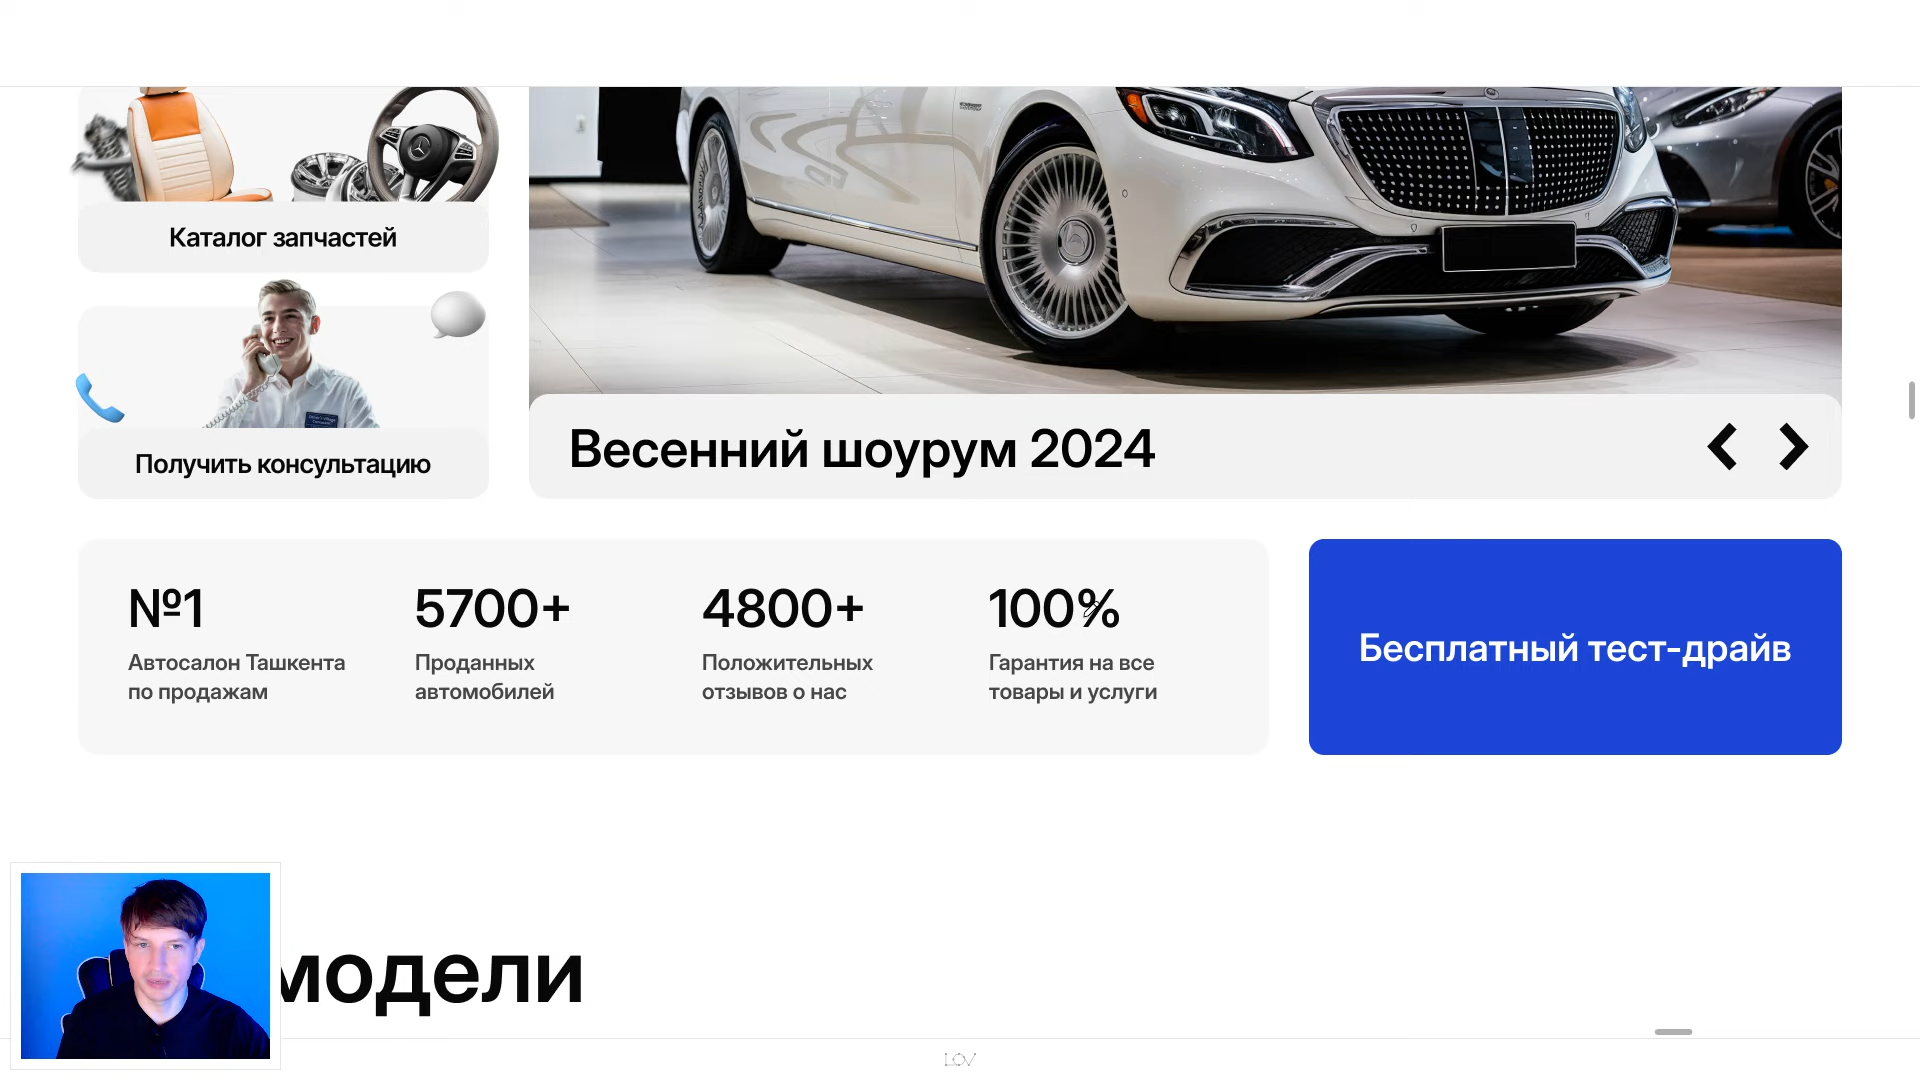 Каталог запчастей
Получить консультацию
Весенний шоурум 2024
№1
Автосалон Ташкента
по продажам
5700+
Проданных
автомобилей
4800+
Положительных
отзывов о нас
100%
Гарантия на все
товары и услуги
Бесплатный тест-драйв
модели
LOV